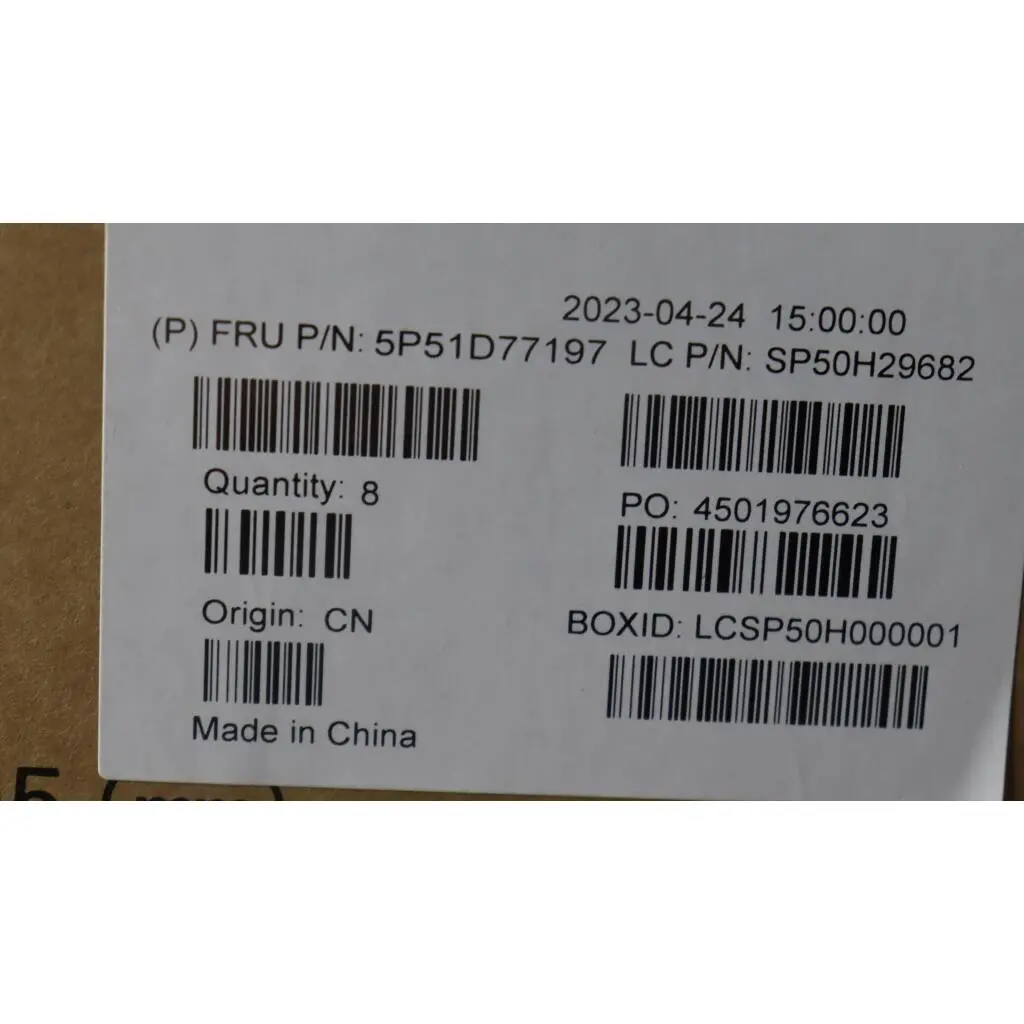 2023-04-24 15:00:00
(P) FRU P/N: 5P51D77197 LC P/N: SP50H29682
Quantity: 8
PO: 4501976623
Origin: CN
BOXID: LCSP50H000001
Made in China
5